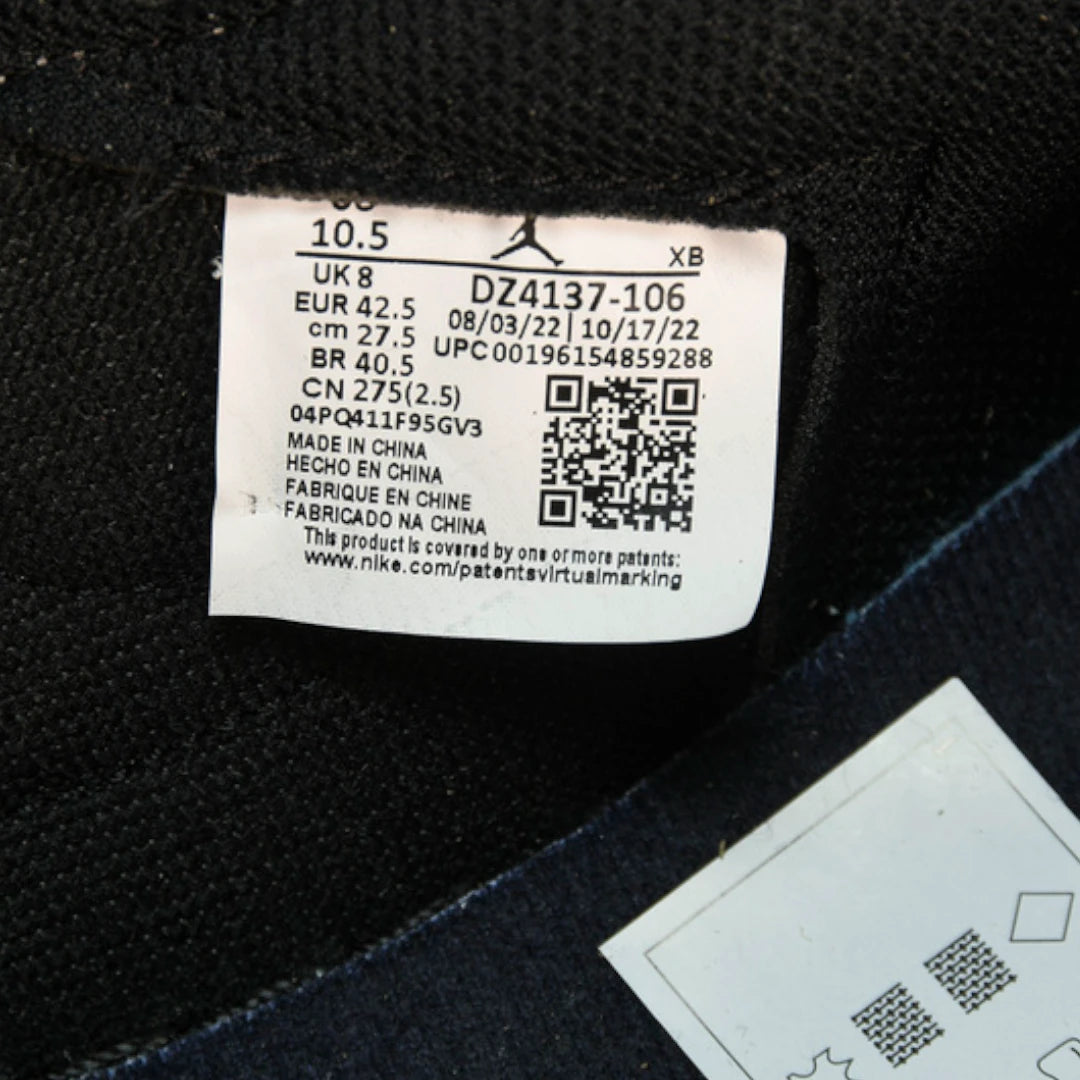 10.5
XB
UK 8
DZ4137-106
EUR 42.5
08/03/22|10/17/22
cm 27.5
UPC00196154859288
BR 40.5
CN 275(2.5)
04PQ411F95GV3
MADE IN CHINA
HECHO EN CHINA
FABRIQUE EN CHINE
FABRICADO NA CHINA
This product is covered by one or more patents:
www.nike.com/patentsvirtualmarking